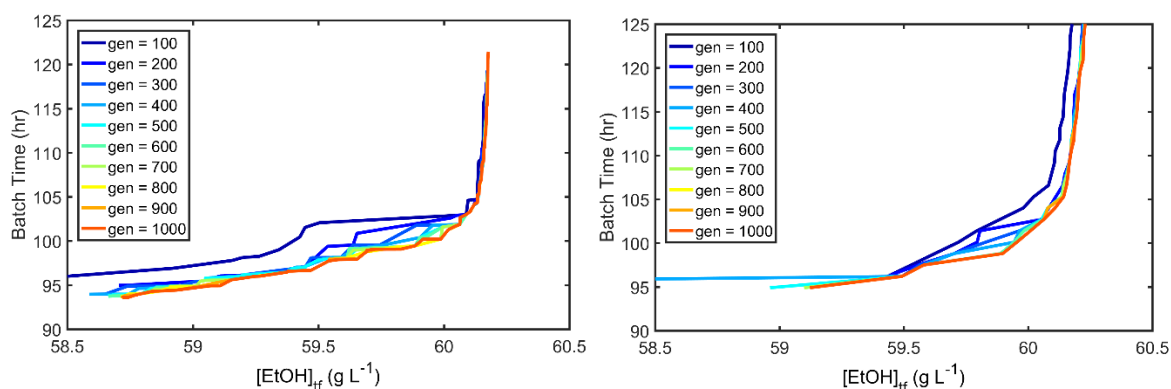 125
120
115
110
105
100
95
90
Batch Time (hr)
gen = 100
gen = 200
gen = 300
gen = 400
gen = 500
gen = 600
gen = 700
gen = 800
gen = 900
gen = 1000
58.5 59 59.5 60 60.5
[EtOH]tf (g L-1)
125
120
115
110
105
100
95
90
Batch Time (hr)
gen = 100
gen = 200
gen = 300
gen = 400
gen = 500
gen = 600
gen = 700
gen = 800
gen = 900
gen = 1000
58.5 59 59.5 60 60.5
[EtOH]tf (g L-1)